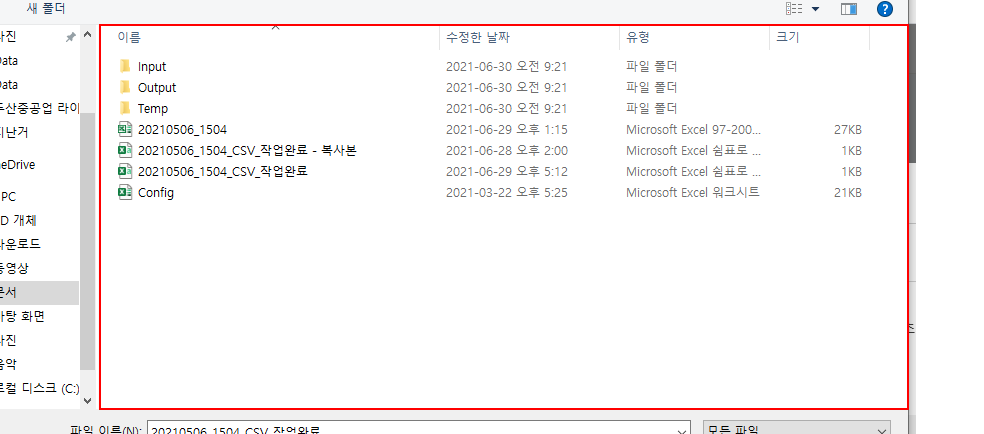 새 폴더
이름 수정한 날짜 유형 크기
Input 2021-06-30 오전 9:21 파일 폴더
Output 2021-06-30 오전 9:21 파일 폴더
Temp 2021-06-30 오전 9:21 파일 폴더
20210506_1504 2021-06-29 오후 1:15 Microsoft Excel 97-200... 27KB
20210506_1504_CSV_작업완료 - 복사본 2021-06-28 오후 2:00 Microsoft Excel 쉼표로 ... 1KB
20210506_1504_CSV_작업완료 2021-06-29 오후 5:12 Microsoft Excel 쉼표로 ... 1KB
Config 2021-03-22 오후 5:25 Microsoft Excel 워크시트 21KB
사진
Data
Data
두산중공업 라이
지난거
neDrive
PC
D 개체
다운로드
동영상
문서
바탕 화면
사진
음악
로컬 디스크 (C:)
파일 이름(N): 20210506_1504_CSV_작업완료 모든 파일